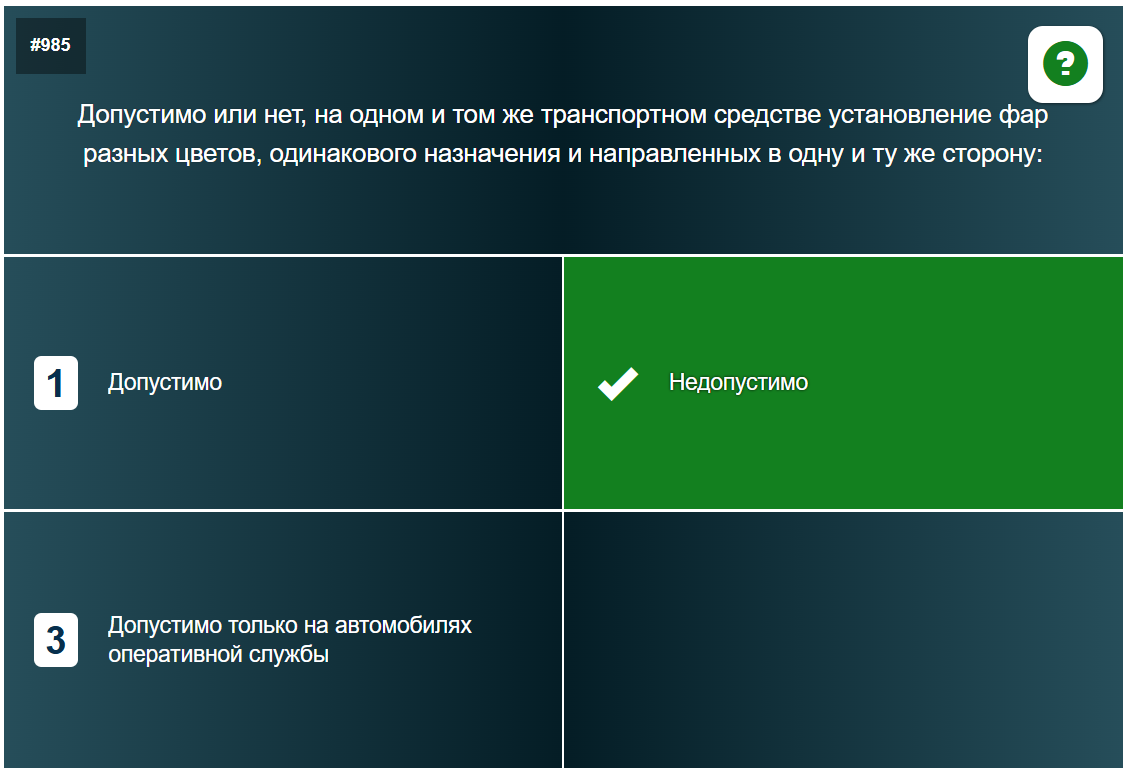 #985
?
Допустимо или нет, на одном и том же транспортном средстве установление фар
разных цветов, одинакового назначения и направленных в одну и ту же сторону:
1
Допустимо
Недопустимо
3
Допустимо только на автомобилях
оперативной службы